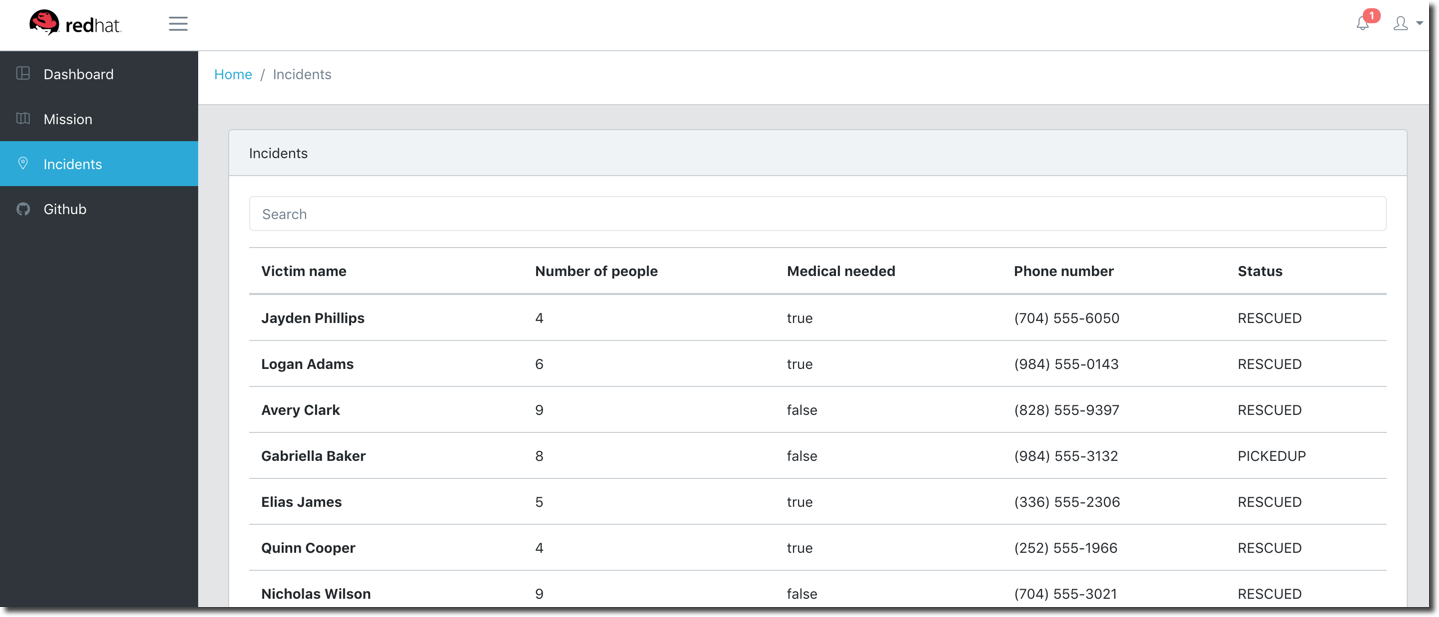 redhat
1
Dashboard
Mission
Incidents
Github
Home / Incidents
Incidents
Search
Victim name Number of people Medical needed Phone number Status
Jayden Phillips 4 true (704) 555-6050 RESCUED
Logan Adams 6 true (984) 555-0143 RESCUED
Avery Clark 9 false (828) 555-9397 RESCUED
Gabriella Baker 8 false (984) 555-3132 PICKEDUP
Elias James 5 true (336) 555-2306 RESCUED
Quinn Cooper 4 true (252) 555-1966 RESCUED
Nicholas Wilson 9 false (704) 555-3021 RESCUED